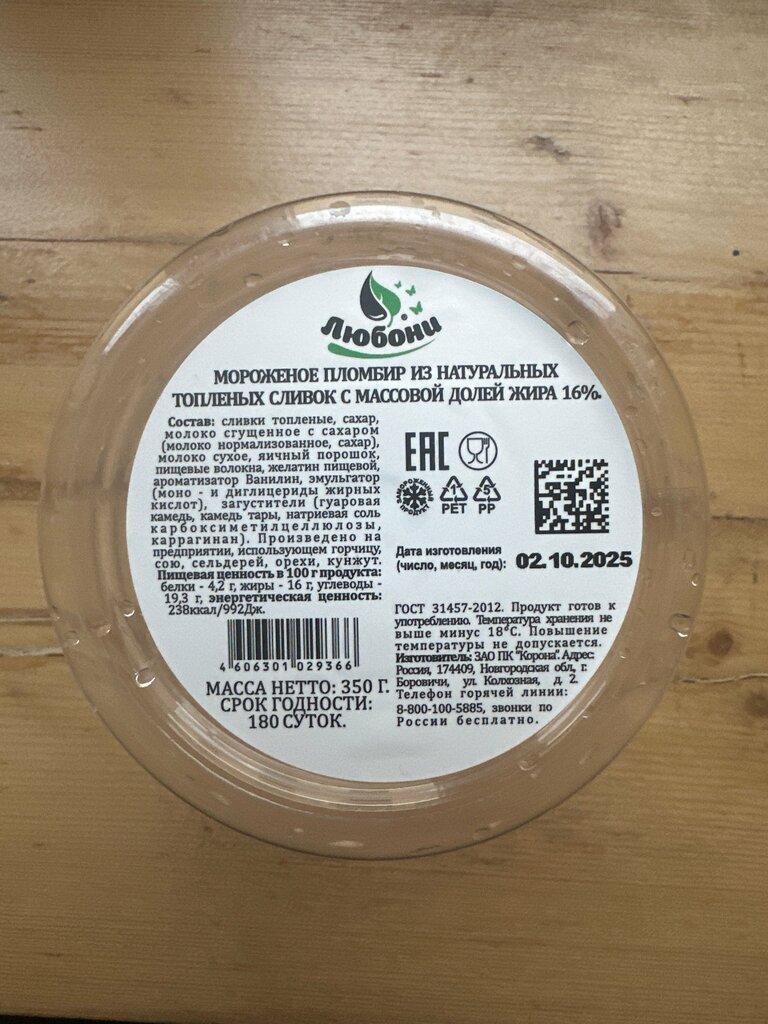 Любони
МОРОЖЕНОЕ ПЛОМБИР ИЗ НАТУРАЛЬНЫХ
ТОПЛЕНЫХ СЛИВОК С МАССОВОЙ ДОЛЕЙ ЖИРА 16%.
Состав: сливки топленые, сахар,
молоко сгущенное с сахаром
(молоко нормализованное, сахар),
молоко сухое, яичный порошок,
пищевые волокна, желатин пищевой,
ароматизатор Ванилин, эмульгатор
(моно - и диглицериды жирных
кислот), загустители (гуаровая
камедь, камедь тары, натриевая соль
карбоксиметилцеллюлозы,
каррагинан). Произведено на
предприятии, использующем горчицу,
сою, сельдерей, орехи, кунжут.
Пищевая ценность в 100 г продукта:
белки - 4,2 г, жиры - 16 г, углеводы -
19,3 г, энергетическая ценность:
238ккал/992Дж.
4 606301 029366
МАССА НЕТТО: 350 Г.
СРОК ГОДНОСТИ:
180 СУТОК.
ЕАС
ЗАМОРОЖЕННЫЙ ПРОДУКТ
1 5
PET PP
Дата изготовления
(число, месяц, год): 02.10.2025
ГОСТ 31457-2012. Продукт готов к
употреблению. Температура хранения не
выше минус 18°С. Повышение
температуры не допускается.
Изготовитель: ЗАО ПК "Корона". Адрес:
Россия, 174409, Новгородская обл, г.
Боровичи, ул. Колхозная, д. 2.
Телефон горячей линии:
8-800-100-5885, звонки по
России бесплатно.